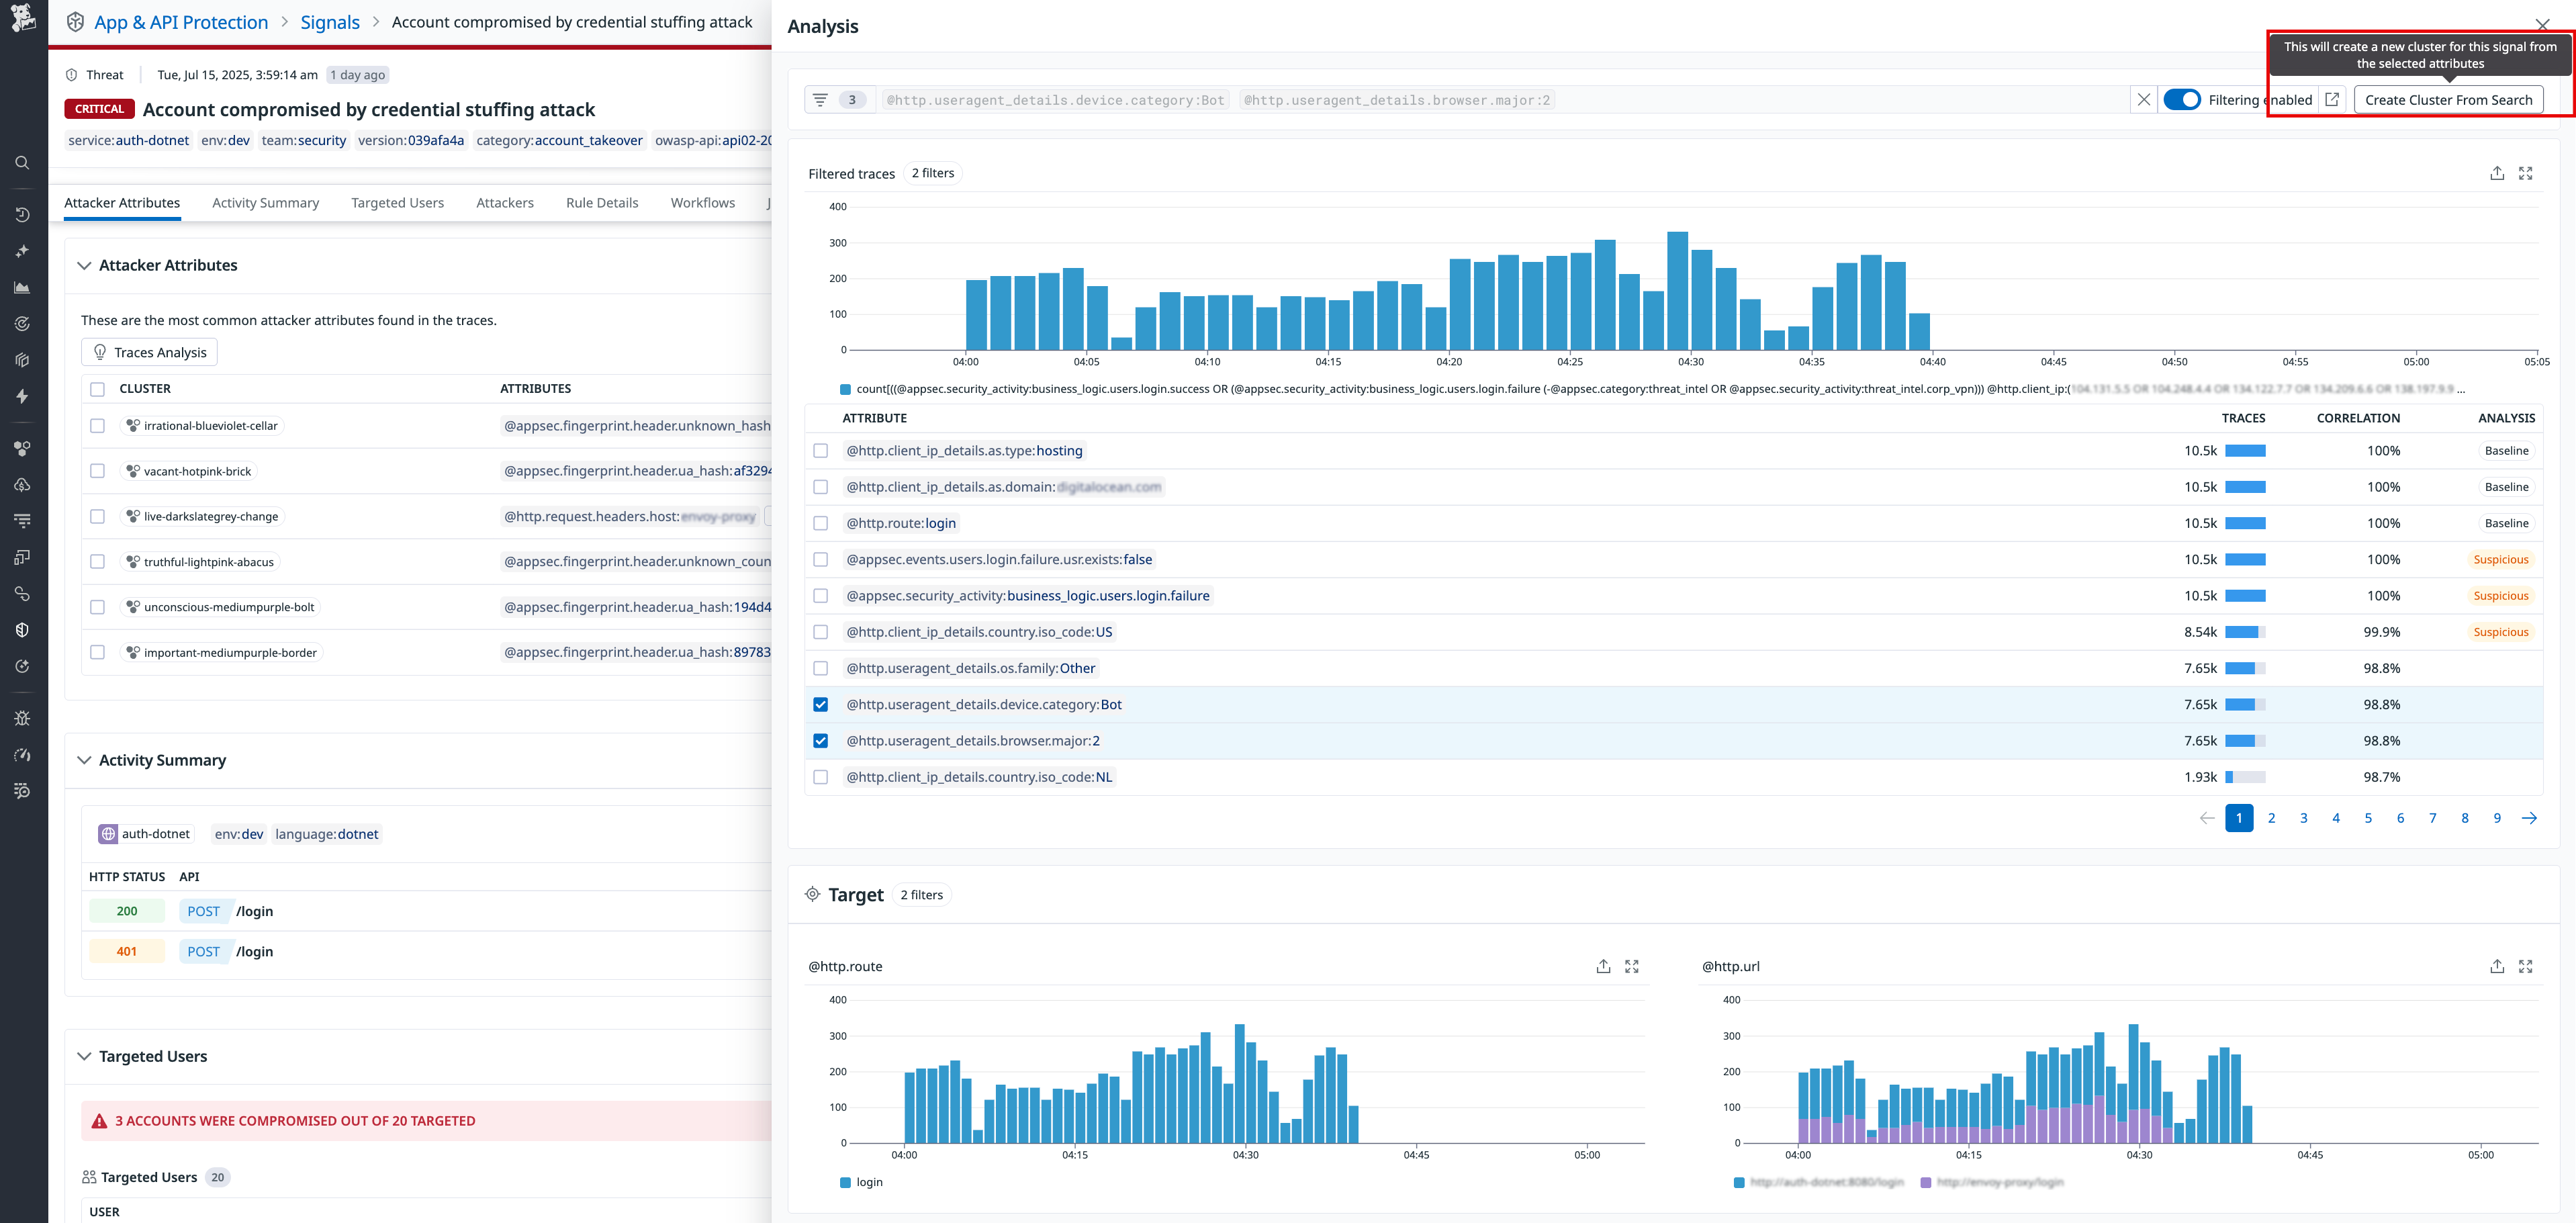 App & API Protection > Signals > Account compromised by credential stuffing attack
Threat Tue, Jul 15, 2025, 3:59:14 am 1 day ago
CRITICAL Account compromised by credential stuffing attack
service:auth-dotnet env:dev team:security version:039afa4a category:account_takeover owasp-api:api02-20
Attacker Attributes Activity Summary Targeted Users Attackers Rule Details Workflows J
Attacker Attributes
These are the most common attacker attributes found in the traces.
Traces Analysis
CLUSTER ATTRIBUTES
irrational-blueviolet-cellar @appsec.fingerprint.header.unknown_hash
vacant-hotpink-brick @appsec.fingerprint.header.ua_hash:af3294
live-darkslategrey-change @http.request.headers.host:envoy-proxy
truthful-lightpink-abacus @appsec.fingerprint.header.unknown_coun
unconscious-mediumpurple-bolt @appsec.fingerprint.header.ua_hash:194d4
important-mediumpurple-border @appsec.fingerprint.header.ua_hash:89783
Activity Summary
auth-dotnet env:dev language:dotnet
HTTP STATUS API
200 POST /login
401 POST /login
Targeted Users
3 ACCOUNTS WERE COMPROMISED OUT OF 20 TARGETED
Targeted Users 20
USER
Analysis
This will create a new cluster for this signal from
the selected attributes
3 @http.useragent_details.device.category:Bot @http.useragent_details.browser.major:2 Filtering enabled Create Cluster From Search
Filtered traces 2 filters
400
300
200
100
0
04:00 04:05 04:10 04:15 04:20 04:25 04:30 04:35 04:40 04:45 04:50 04:55 05:00 05:05
count[((@appsec.security_activity:business_logic.users.login.success OR (@appsec.security_activity:business_logic.users.login.failure (-@appsec.category:threat_intel OR @appsec.security_activity:threat_intel.corp_vpn))) @http.client_ip:( ...
ATTRIBUTE TRACES CORRELATION ANALYSIS
@http.client_ip_details.as.type:hosting 10.5k 100% Baseline
@http.client_ip_details.as.domain:digitalocean.com 10.5k 100% Baseline
@http.route:login 10.5k 100% Baseline
@appsec.events.users.login.failure.usr.exists:false 10.5k 100% Suspicious
@appsec.security_activity:business_logic.users.login.failure 10.5k 100% Suspicious
@http.client_ip_details.country.iso_code:US 8.54k 99.9% Suspicious
@http.useragent_details.os.family:Other 7.65k 98.8%
@http.useragent_details.device.category:Bot 7.65k 98.8%
@http.useragent_details.browser.major:2 7.65k 98.8%
@http.client_ip_details.country.iso_code:NL 1.93k 98.7%
1 2 3 4 5 6 7 8 9
Target 2 filters
@http.route
400
300
200
100
0
04:00 04:15 04:30 04:45 05:00
login
@http.url
400
300
200
100
0
04:00 04:15 04:30 04:45 05:00